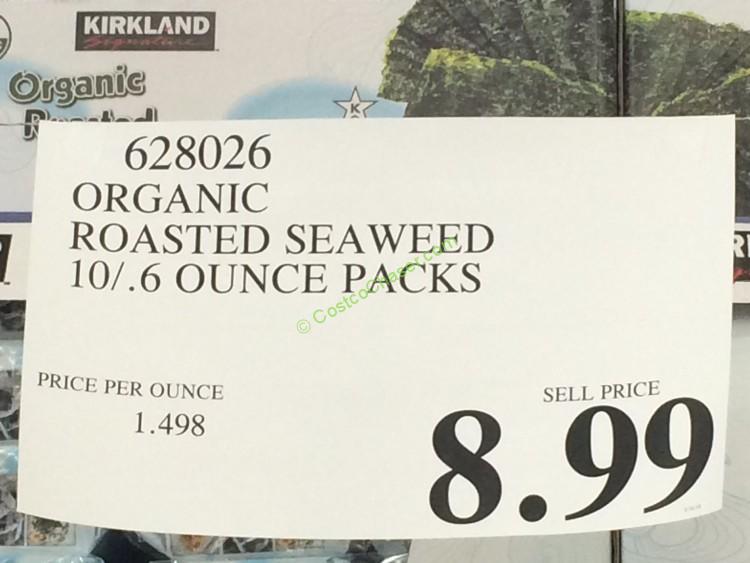 KIRKLAND
Signature
Organic
Roasted
K
628026
ORGANIC
ROASTED SEAWEED
10/.6 OUNCE PACKS
© CostcoChaser.com
PRICE PER OUNCE
1.498
SELL PRICE
8.99